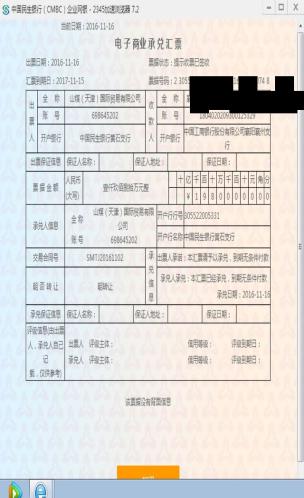 中国民生银行（CMBC）企业网银 - 2345加速浏览器 7.2
当前日期：2016-11-16
电子商业承兑汇票
出票日期：2016-11-16 票据状态：提示收票已签收
汇票到期日：2017-11-15 票据号码：2 3055
出票人 全 称 山煤（天津）国际贸易有限公司 收款人 全 称
账 号 698645202 账 号 1804020209300125329
开户银行 中国民生银行黄石支行 开户银行 中国工商银行股份有限公司襄阳襄州支行
出票保证信息 保证人名称： 保证人地址： 保证日期：
票据金额 人民币(大写) 壹仟玖佰捌拾万元整 十亿千百十万千百十元角分
¥ 1 9 8 0 0 0 0 0 0 0
承兑人信息 全 称 山煤（天津）国际贸易有限公司 开户行行号 305522005331
账 号 698645202 开户行名称 中国民生银行黄石支行
交易合同号 SMTJ20161102 承兑信息 出票人承诺：本汇票请予以承兑，到期无条件付款
能否转让 能转让 承兑人承兑：本汇票已经承兑，到期无条件付款
承兑日期：2016-11-16
承兑保证信息 保证人名称： 保证人地址： 保证日期：
评级信息(由出票人，承兑人自己记载，仅供参考) 出票人 评级主体： 信用等级： 评级到期日：
承兑人 评级主体： 信用等级： 评级到期日：
该票据没有背面信息